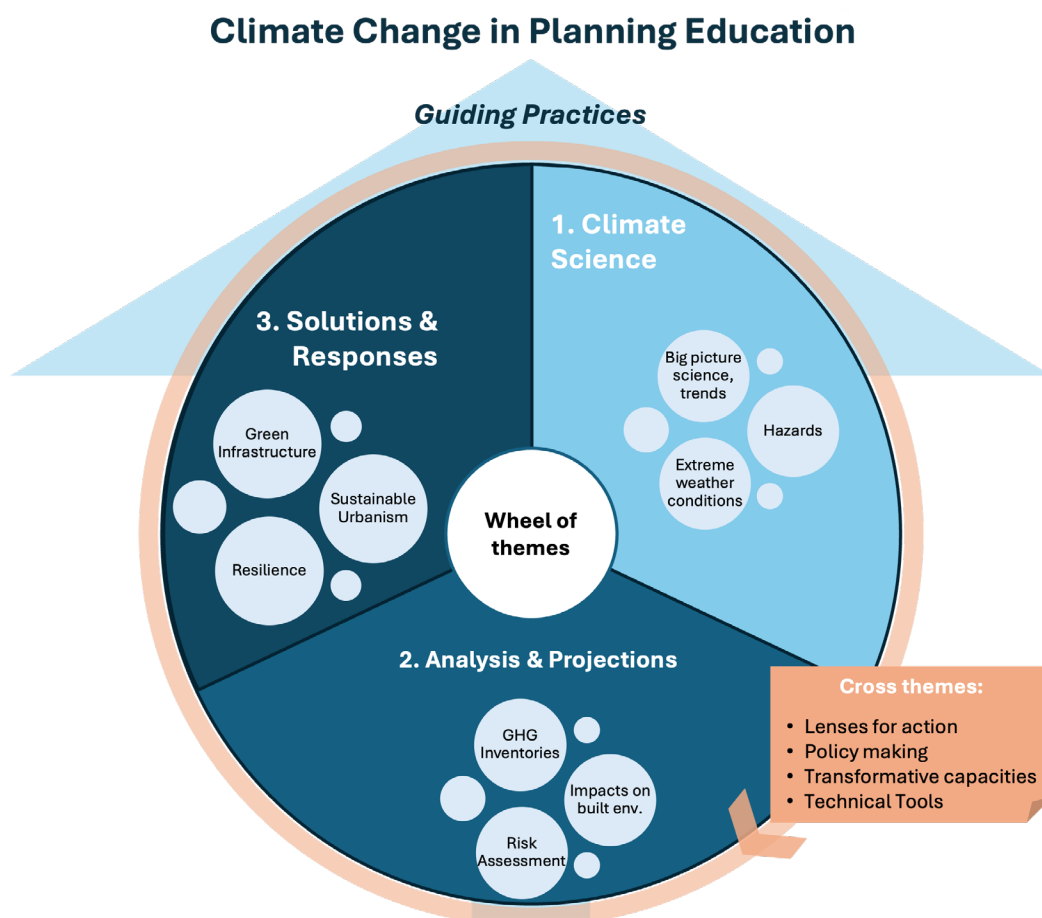 Climate Change in Planning Education
Guiding Practices
1. Climate
Science
Big picture
science,
trends
Hazards
Extreme
weather
conditions
3. Solutions &
Responses
Green
Infrastructure
Sustainable
Urbanism
Resilience
Wheel of
themes
2. Analysis & Projections
GHG
Inventories
Impacts on
built env.
Risk
Assessment
Cross themes:
• Lenses for action
• Policy making
• Transformative capacities
• Technical Tools